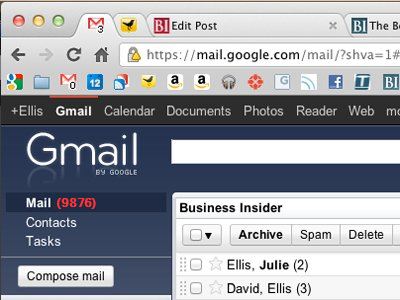 3 Edit Post The Bo
https://mail.google.com/mail/?shva=1#
0 12 a a T BI
+Ellis Gmail Calendar Documents Photos Reader Web mo
Gmail
BY GOOGLE
Mail (9876)
Contacts
Tasks
Compose mail
Business Insider
Archive Spam Delete
Ellis, Julie (2)
David, Ellis (3)